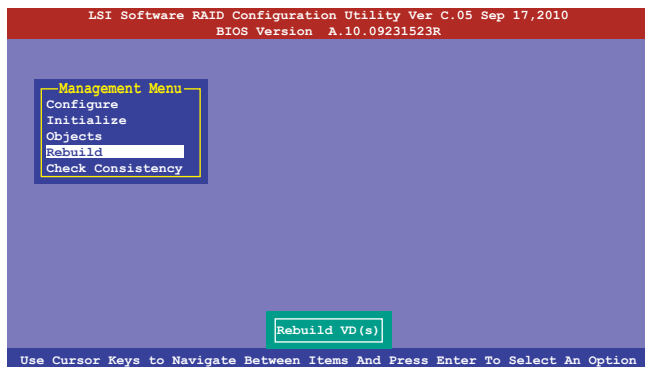 LSI Software RAID Configuration Utility Ver C.05 Sep 17,2010
BIOS Version A.10.09231523R
Management Menu
Configure
Initialize
Objects
Rebuild
Check Consistency
Rebuild VD(s)
Use Cursor Keys to Navigate Between Items And Press Enter To Select An Option